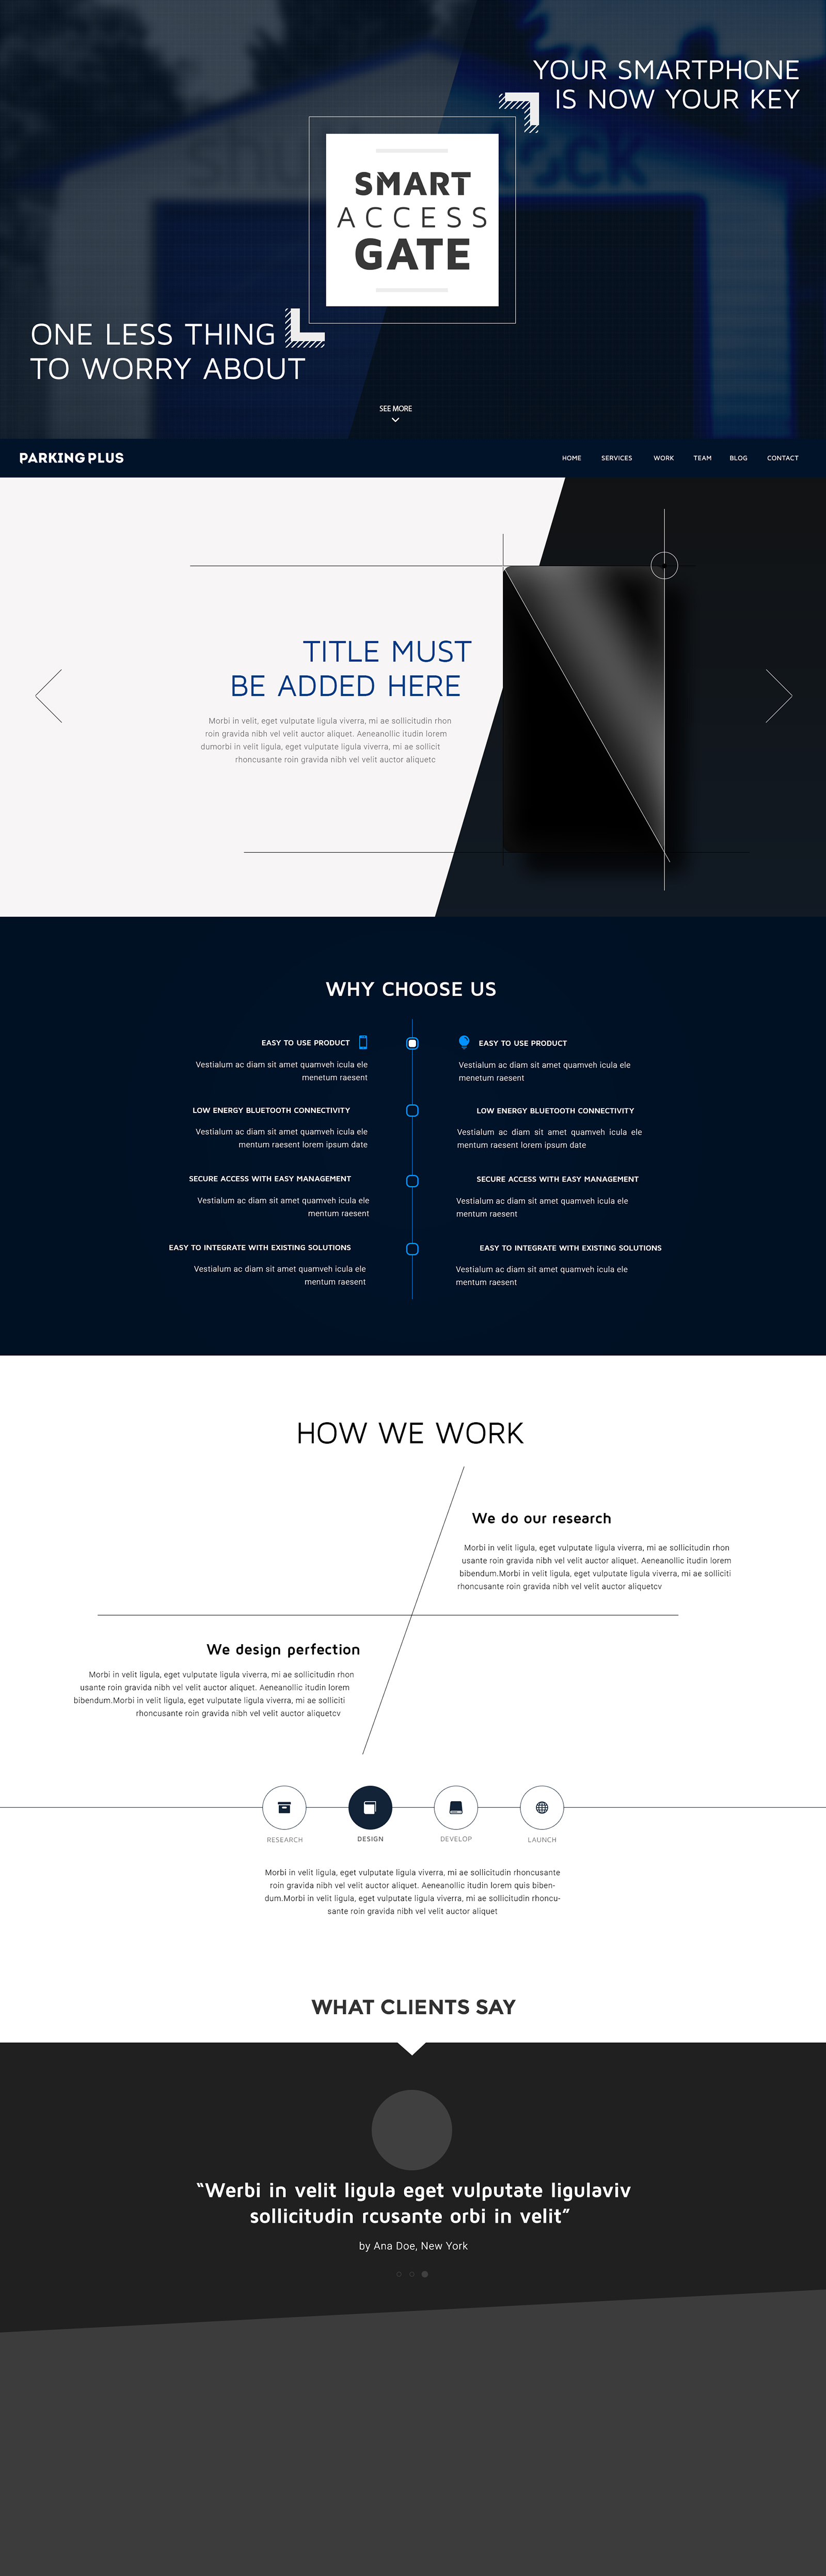 YOUR SMARTPHONE
IS NOW YOUR KEY
SMART
ACCESS
GATE
ONE LESS THING
TO WORRY ABOUT
SEE MORE
PARKING PLUS
HOME SERVICES WORK TEAM BLOG CONTACT
TITLE MUST
BE ADDED HERE
Morbi in velit, eget vulputate ligula viverra, mi ae sollicitudin rhon
roin gravida nibh vel velit auctor aliquet. Aeneanollic itudin lorem
dumorbi in velit ligula, eget vulputate ligula viverra, mi ae sollicit
rhoncusante roin gravida nibh vel velit auctor aliquetc
WHY CHOOSE US
EASY TO USE PRODUCT
Vestialum ac diam sit amet quamveh icula ele
menetum raesent
LOW ENERGY BLUETOOTH CONNECTIVITY
Vestialum ac diam sit amet quamveh icula ele
mentum raesent lorem ipsum date
SECURE ACCESS WITH EASY MANAGEMENT
Vestialum ac diam sit amet quamveh icula ele
mentum raesent
EASY TO INTEGRATE WITH EXISTING SOLUTIONS
Vestialum ac diam sit amet quamveh icula ele
mentum raesent
EASY TO USE PRODUCT
Vestialum ac diam sit amet quamveh icula ele
menetum raesent
LOW ENERGY BLUETOOTH CONNECTIVITY
Vestialum ac diam sit amet quamveh icula ele
mentum raesent lorem ipsum date
SECURE ACCESS WITH EASY MANAGEMENT
Vestialum ac diam sit amet quamveh icula ele
mentum raesent
EASY TO INTEGRATE WITH EXISTING SOLUTIONS
Vestialum ac diam sit amet quamveh icula ele
mentum raesent
HOW WE WORK
We do our research
Morbi in velit ligula, eget vulputate ligula viverra, mi ae sollicitudin rhon
usante roin gravida nibh vel velit auctor aliquet. Aeneanollic itudin lorem
bibendum.Morbi in velit ligula, eget vulputate ligula viverra, mi ae solliciti
rhoncusante roin gravida nibh vel velit auctor aliquetcv
We design perfection
Morbi in velit ligula, eget vulputate ligula viverra, mi ae sollicitudin rhon
usante roin gravida nibh vel velit auctor aliquet. Aeneanollic itudin lorem
bibendum.Morbi in velit ligula, eget vulputate ligula viverra, mi ae solliciti
rhoncusante roin gravida nibh vel velit auctor aliquetcv
RESEARCH DESIGN DEVELOP LAUNCH
Morbi in velit ligula, eget vulputate ligula viverra, mi ae sollicitudin rhoncusante
roin gravida nibh vel velit auctor aliquet. Aeneanollic itudin lorem quis biben-
dum.Morbi in velit ligula, eget vulputate ligula viverra, mi ae sollicitudin rhoncu-
sante roin gravida nibh vel velit auctor aliquet
WHAT CLIENTS SAY
“Werbi in velit ligula eget vulputate ligulaviv
sollicitudin rcusante orbi in velit”
by Ana Doe, New York